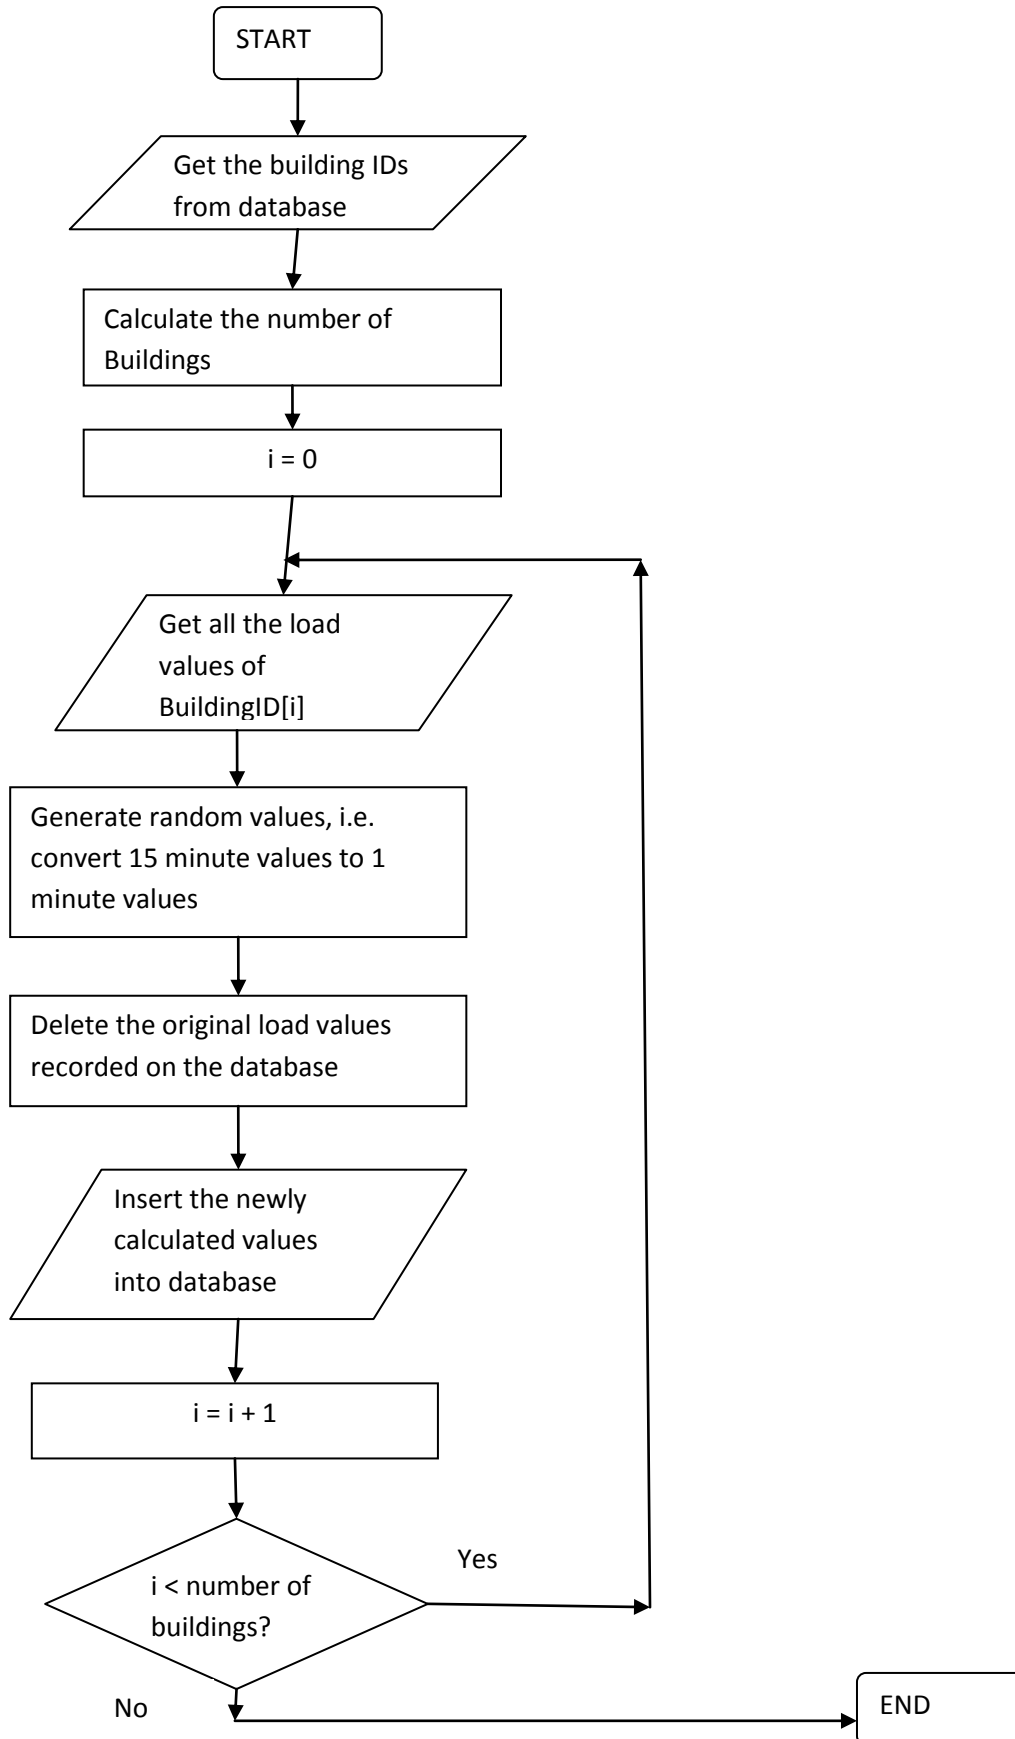 START
Get the building IDs
from database
Calculate the number of
Buildings
i = 0
Get all the load
values of
BuildingID[i]
Generate random values, i.e.
convert 15 minute values to 1
minute values
Delete the original load values
recorded on the database
Insert the newly
calculated values
into database
i = i + 1
Yes
i < number of
buildings?
No
END